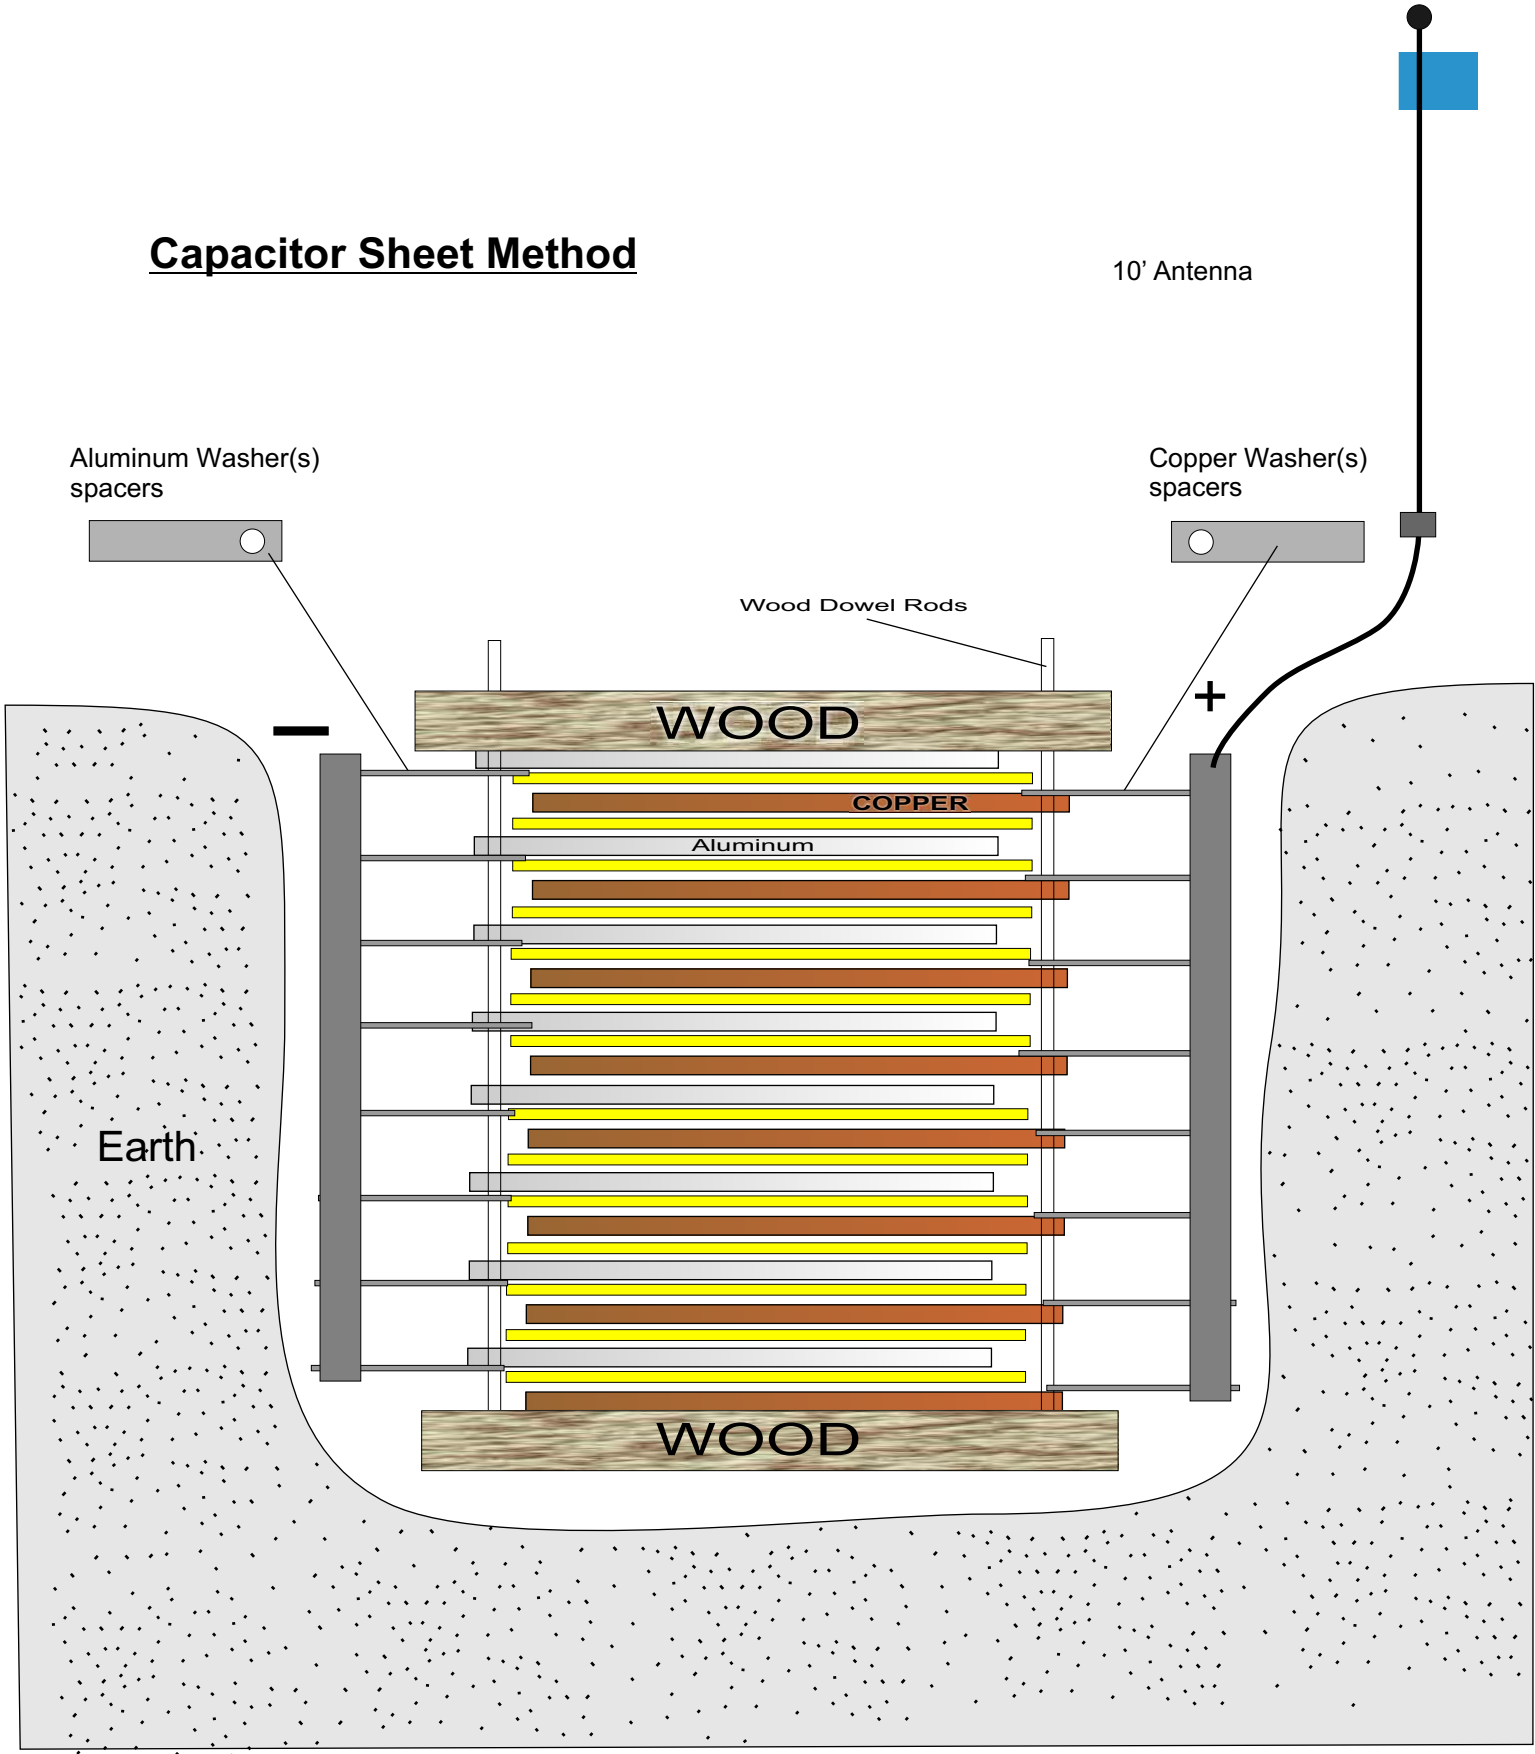 Capacitor Sheet Method
10’ Antenna
Aluminum Washer(s)
spacers
Copper Washer(s)
spacers
Wood Dowel Rods
+
WOOD
COPPER
Aluminum
Earth
WOOD